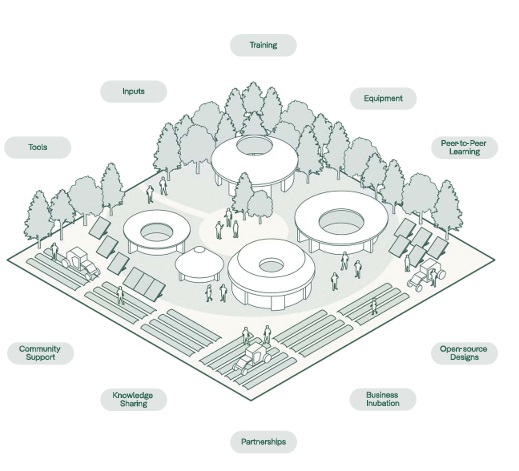 Training
Inputs
Equipment
Tools
Peer-to-Peer
Learning
Community
Support
Open-source
Designs
Knowledge
Sharing
Business
Inubation
Partnerships